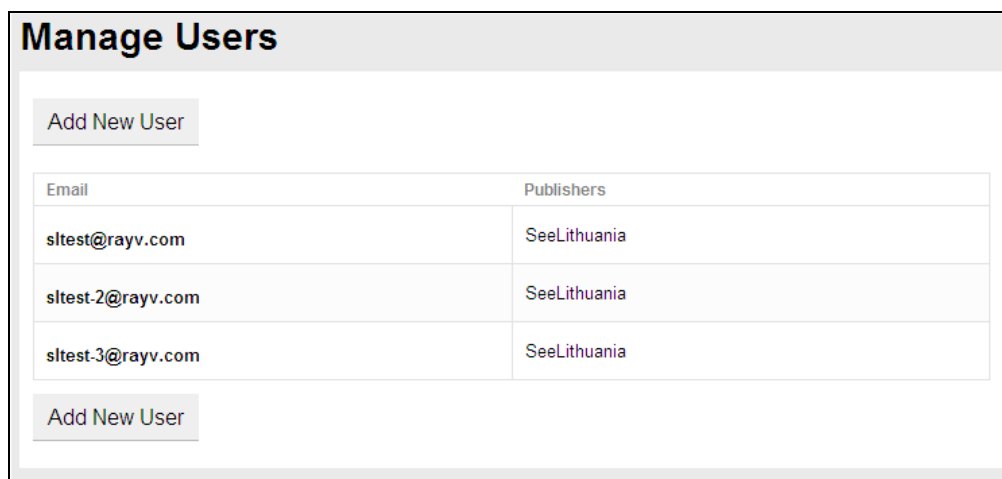 Manage Users
Add New User
Email Publishers
sltest@rayv.com SeeLithuania
sltest-2@rayv.com SeeLithuania
sltest-3@rayv.com SeeLithuania
Add New User